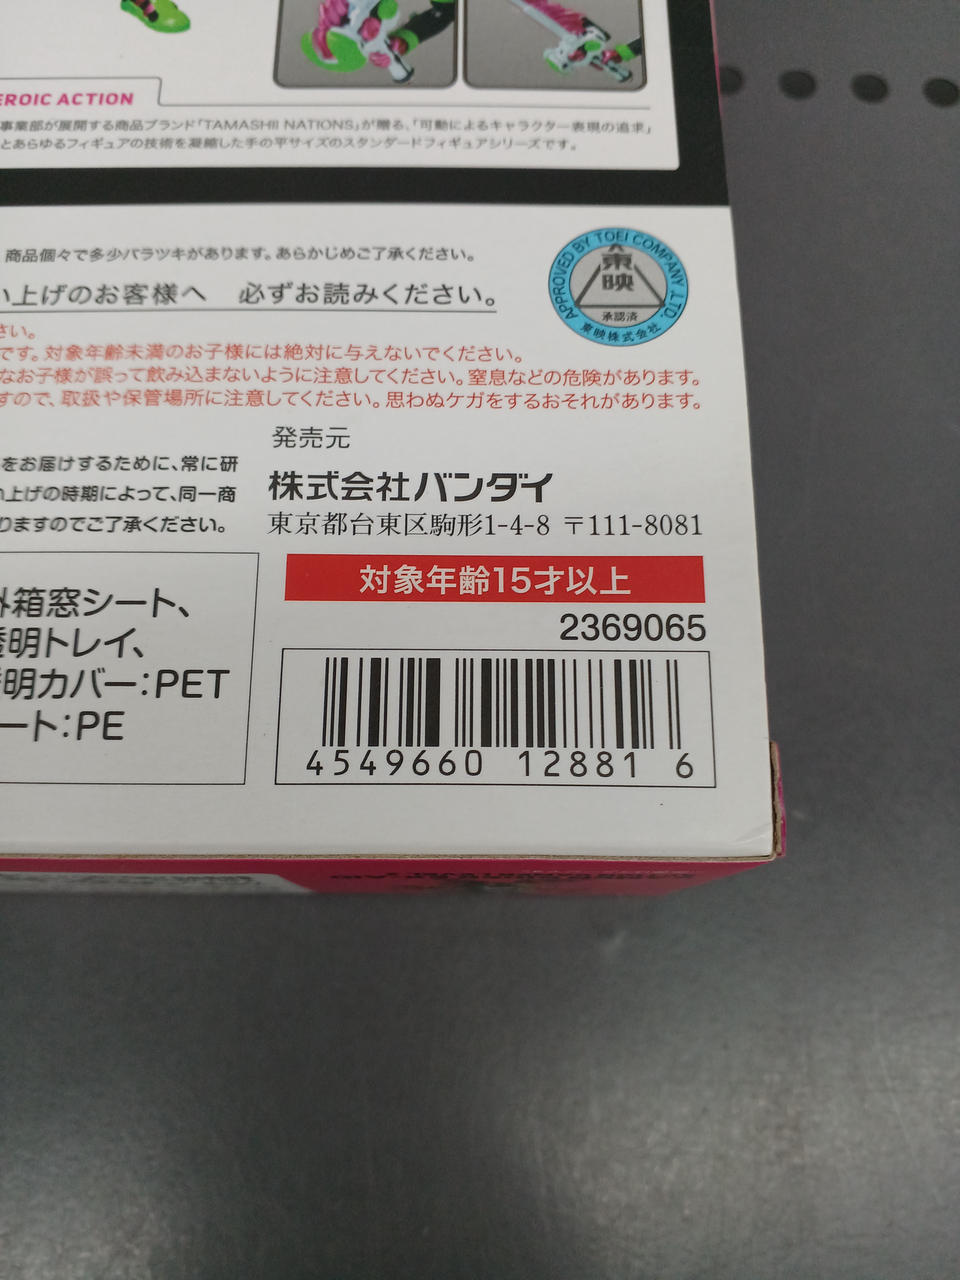 EROIC ACTION
事業部が展開する商品ブランド「TAMASHII NATIONS」が贈る、「可動によるキャラクター表現の追求」
とあらゆるフィギュアの技術を凝縮した手の平サイズのスタンダードフィギュアシリーズです。
商品個々で多少バラツキがあります。あらかじめご了承ください。
い上げのお客様へ 必ずお読みください。
APPROVED BY TOEI COMPANY,LTD.
東映
承認済
東映株式会社
さい。
です。対象年齢未満のお子様には絶対に与えないでください。
なお子様が誤って飲み込まないように注意してください。窒息などの危険があります。
すので、取扱や保管場所に注意してください。思わぬケガをするおそれがあります。
をお届けするために、常に研
い上げの時期によって、同一商
りますのでご了承ください。
発売元
株式会社バンダイ
東京都台東区駒形1-4-8 〒111-8081
対象年齢15才以上
2369065
外箱窓シート、
透明トレイ、
明カバー:PET
ート:PE
4549660 12881 6